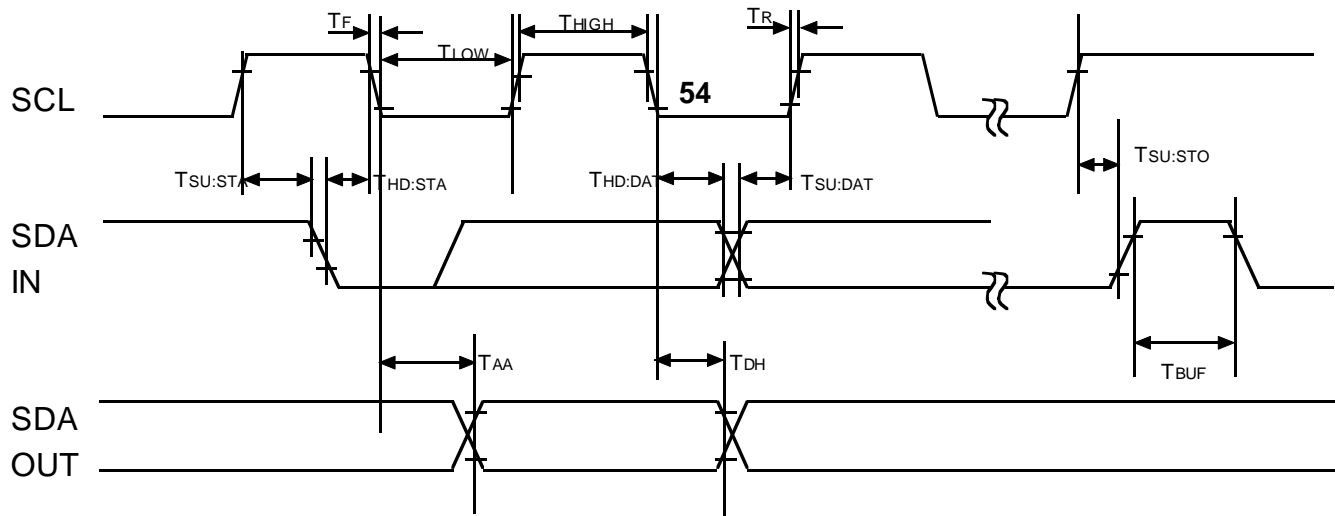 TF
THIGH
TR
TLOW
SCL
54
TSU:STA
THD:STA
THD:DAT
TSU:DAT
TSU:STO
SDA
IN
TAA
TDH
TBUF
SDA
OUT